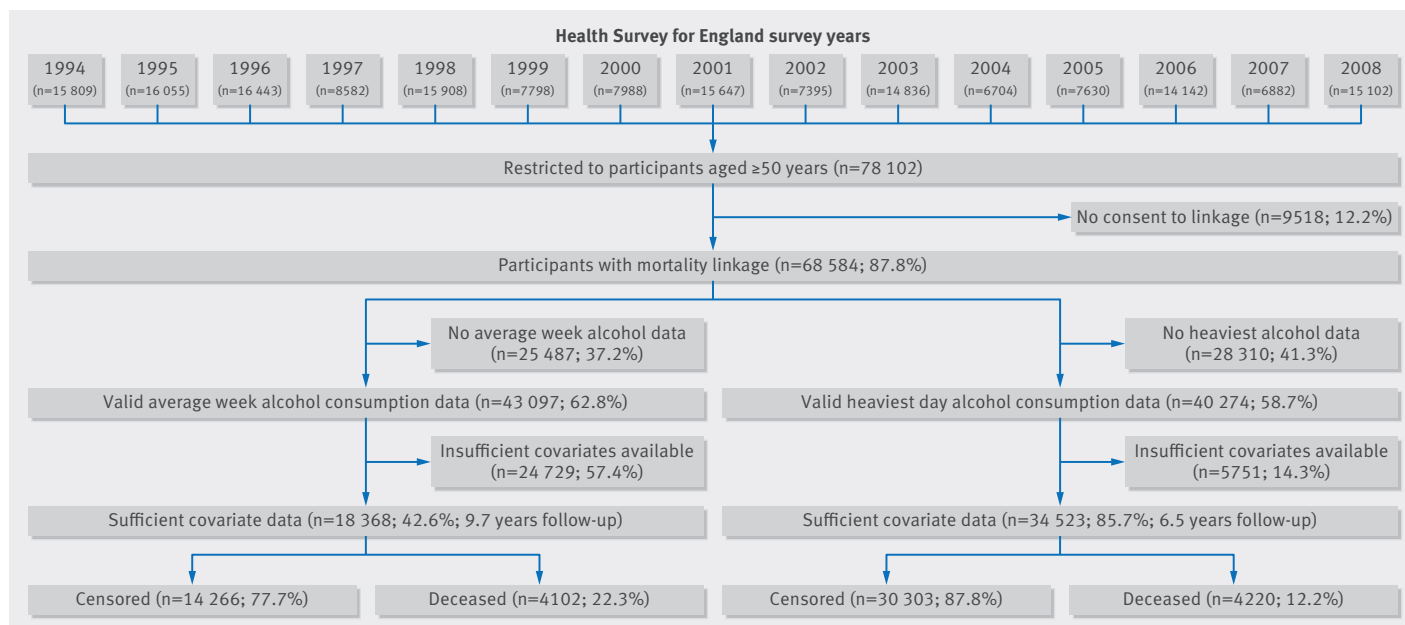 Health Survey for England survey years
1994
(n=15 809)
1995
(n=16 055)
1996
(n=16 443)
1997
(n=8582)
1998
(n=15 908)
1999
(n=7798)
2000
(n=7988)
2001
(n=15 647)
2002
(n=7395)
2003
(n=14 836)
2004
(n=6704)
2005
(n=7630)
2006
(n=14 142)
2007
(n=6882)
2008
(n=15 102)
Restricted to participants aged ≥50 years (n=78 102)
No consent to linkage (n=9518; 12.2%)
Participants with mortality linkage (n=68 584; 87.8%)
No average week alcohol data
(n=25 487; 37.2%)
No heaviest alcohol data
(n=28 310; 41.3%)
Valid average week alcohol consumption data (n=43 097; 62.8%)
Valid heaviest day alcohol consumption data (n=40 274; 58.7%)
Insufficient covariates available
(n=24 729; 57.4%)
Insufficient covariates available
(n=5751; 14.3%)
Sufficient covariate data (n=18 368; 42.6%; 9.7 years follow-up)
Sufficient covariate data (n=34 523; 85.7%; 6.5 years follow-up)
Censored (n=14 266; 77.7%)
Deceased (n=4102; 22.3%)
Censored (n=30 303; 87.8%)
Deceased (n=4220; 12.2%)